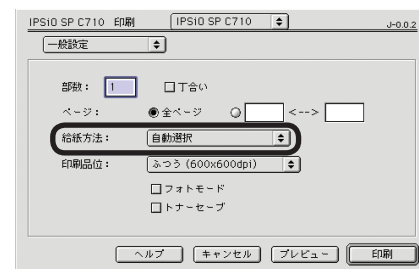 IPSiO SP C710 印刷 IPSiO SP C710 J-0.0.2
一般設定
部数: 1 丁合い
ページ: 全ページ <-->
給紙方法: 自動選択
印刷品位: ふつう (600x600dpi)
フォトモード
トナーセーブ
ヘルプ キャンセル プレビュー 印刷